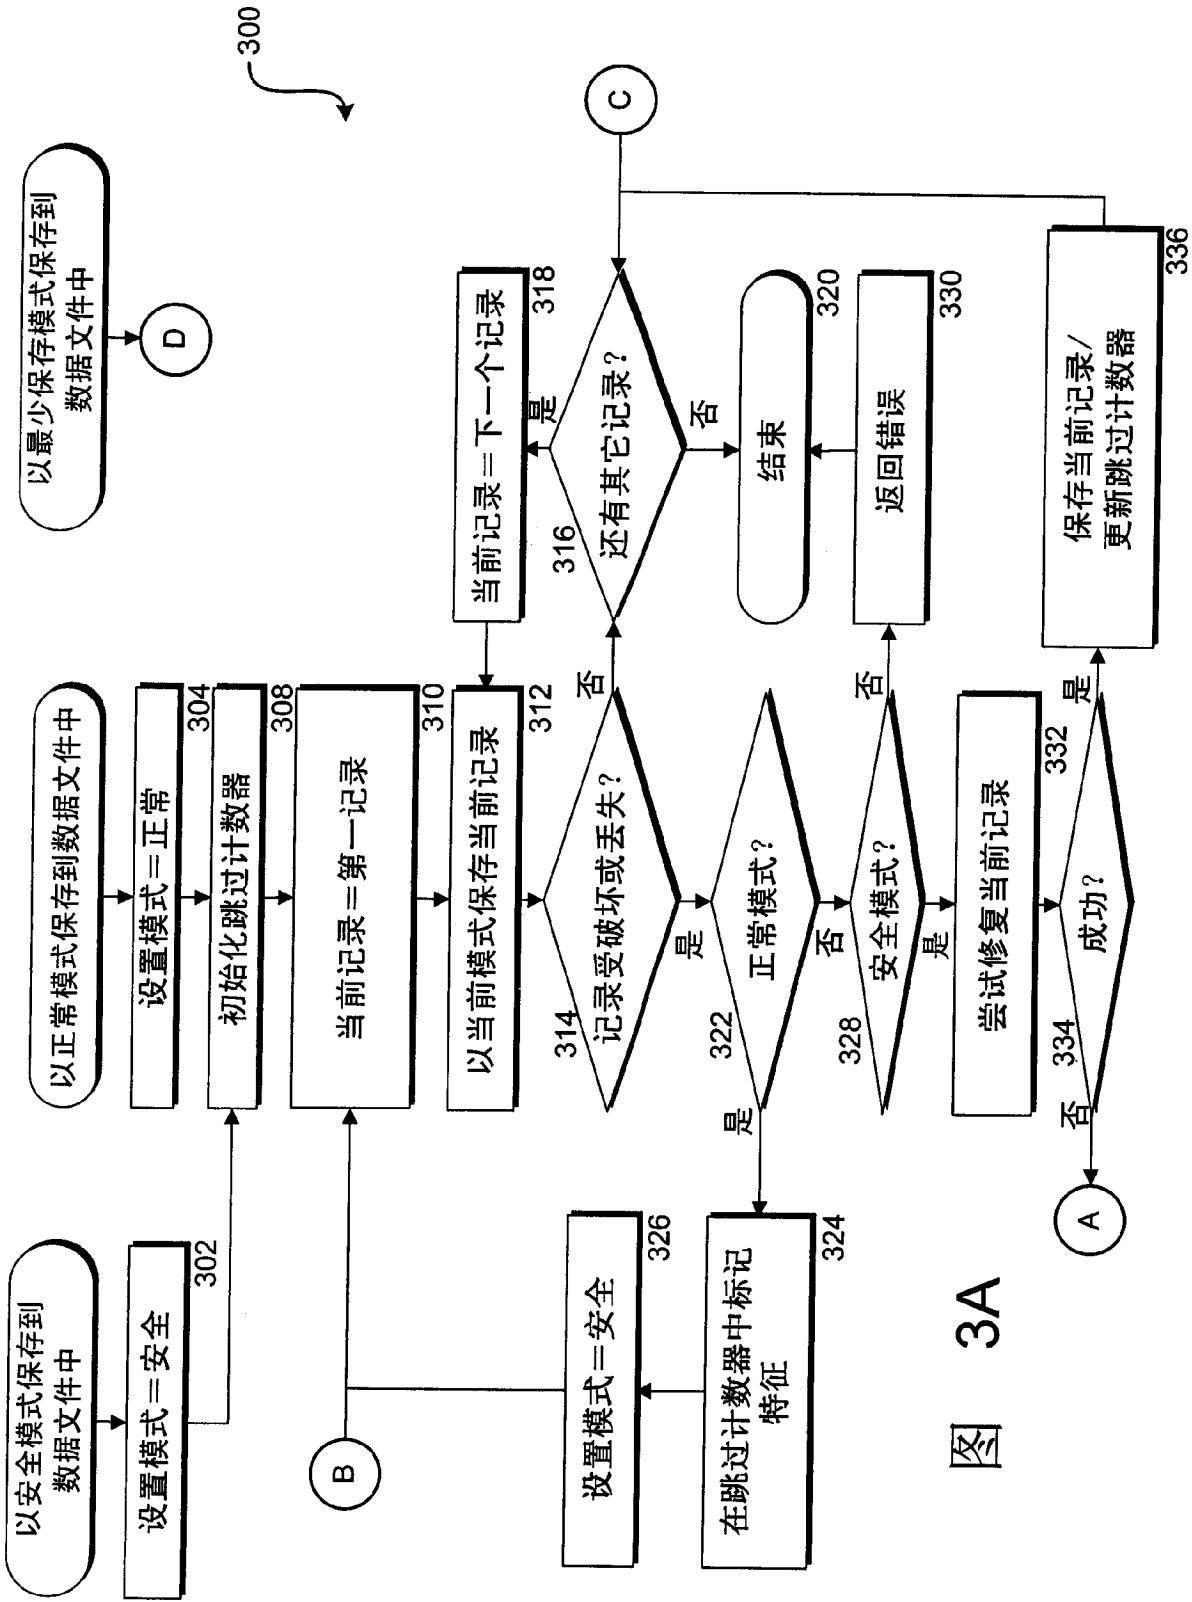 300
以安全模式保存到
数据文件中
设置模式=安全
302
以正常模式保存到数据文件中
设置模式=正常
304
初始化跳过计数器
308
当前记录=第一记录
310
以当前模式保存当前记录
312
以最少保存模式保存到
数据文件中
D
B
C
当前记录=下一个记录
318
是
还有其它记录?
316
否
结束
320
记录受破坏或丢失?
314
否
是
正常模式?
322
是
否
设置模式=安全
326
在跳过计数器中标记
特征
324
安全模式?
328
否
是
返回错误
330
尝试修复当前记录
332
成功?
334
否
是
A
保存当前记录/
更新跳过计数器
336
图 3A